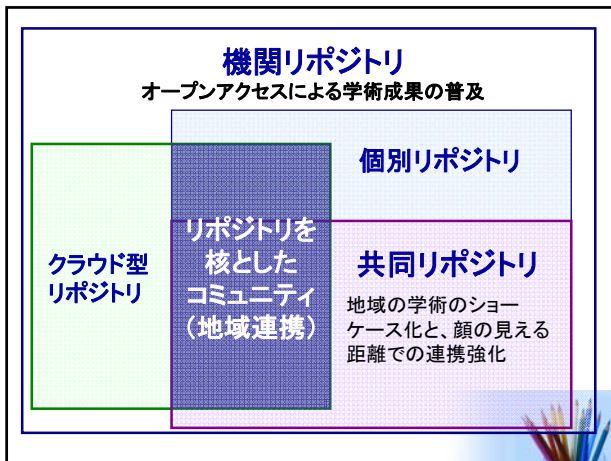 機関リポジトリ
オープンアクセスによる学術成果の普及
個別リポジトリ
クラウド型
リポジトリ
リポジトリを
核とした
コミュニティ
（地域連携）
共同リポジトリ
地域の学術のショー
ケース化と、顔の見える
距離での連携強化